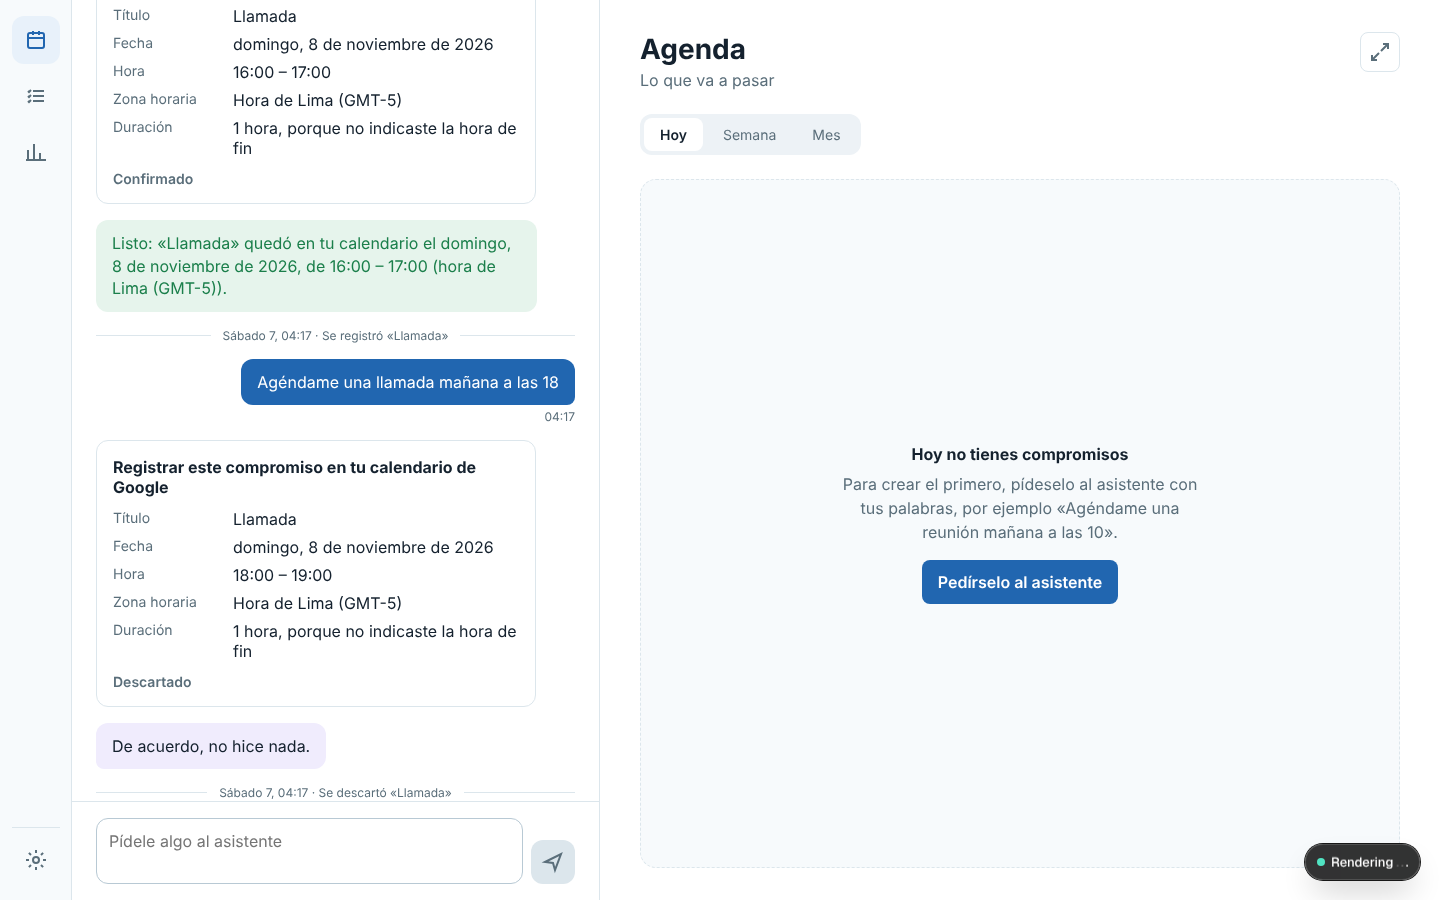 Título Llamada
Fecha domingo, 8 de noviembre de 2026
Hora 16:00 – 17:00
Zona horaria Hora de Lima (GMT-5)
Duración 1 hora, porque no indicaste la hora de
fin
Confirmado
Listo: «Llamada» quedó en tu calendario el domingo,
8 de noviembre de 2026, de 16:00 – 17:00 (hora de
Lima (GMT-5)).
Sábado 7, 04:17 · Se registró «Llamada»
Agéndame una llamada mañana a las 18
04:17
Registrar este compromiso en tu calendario de
Google
Título Llamada
Fecha domingo, 8 de noviembre de 2026
Hora 18:00 – 19:00
Zona horaria Hora de Lima (GMT-5)
Duración 1 hora, porque no indicaste la hora de
fin
Descartado
De acuerdo, no hice nada.
Sábado 7, 04:17 · Se descartó «Llamada»
Pídele algo al asistente
Agenda
Lo que va a pasar
Hoy Semana Mes
Hoy no tienes compromisos
Para crear el primero, pídeselo al asistente con
tus palabras, por ejemplo «Agéndame una
reunión mañana a las 10».
Pedírselo al asistente
Rendering ...